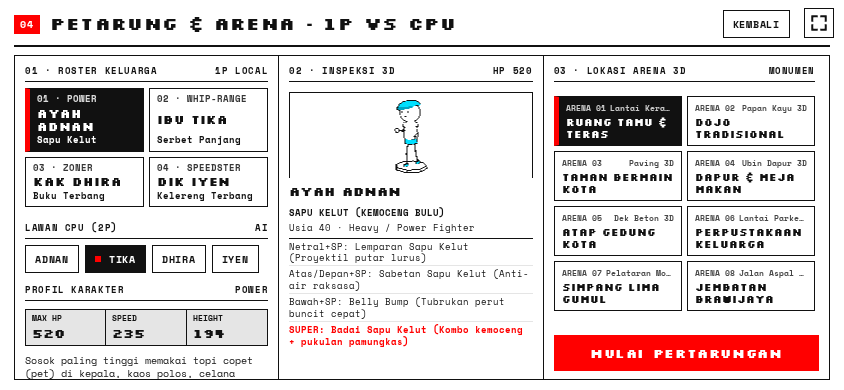 04 PETARUNG & ARENA - 1P VS CPU KEMBALI
01 · ROSTER KELUARGA 1P LOCAL
01 · POWER
AYAH
ADNAN
Sapu Kelut
02 · WHIP-RANGE
IBU TIKA
Serbet Panjang
03 · ZONER
KAK DHIRA
Buku Terbang
04 · SPEEDSTER
DIK IYEN
Kelereng Terbang
LAWAN CPU (2P) AI
ADNAN TIKA DHIRA IYEN
PROFIL KARAKTER POWER
MAX HP SPEED HEIGHT
520 235 194
Sosok paling tinggi memakai topi copet
(pet) di kepala, kaos polos, celana
02 · INSPEKSI 3D HP 520
AYAH ADNAN
SAPU KELUT (KEMOCENG BULU)
Usia 40 · Heavy / Power Fighter
Netral+SP: Lemparan Sapu Kelut
(Proyektil putar lurus)
Atas/Depan+SP: Sabetan Sapu Kelut (Anti-
air raksasa)
Bawah+SP: Belly Bump (Tubrukan perut
buncit cepat)
SUPER: Badai Sapu Kelut (Kombo kemoceng
+ pukulan pamungkas)
03 · LOKASI ARENA 3D MONUMEN
ARENA 01 Lantai Kera…
RUANG TAMU &
TERAS
ARENA 02 Papan Kayu 3D
DOJO
TRADISIONAL
ARENA 03 Paving 3D
TAMAN BERMAIN
KOTA
ARENA 04 Ubin Dapur 3D
DAPUR & MEJA
MAKAN
ARENA 05 Dek Beton 3D
ATAP GEDUNG
KOTA
ARENA 06 Lantai Parke…
PERPUSTAKAAN
KELUARGA
ARENA 07 Pelataran Mo…
SIMPANG LIMA
GUMUL
ARENA 08 Jalan Aspal …
JEMBATAN
BRAWIJAYA
MULAI PERTARUNGAN